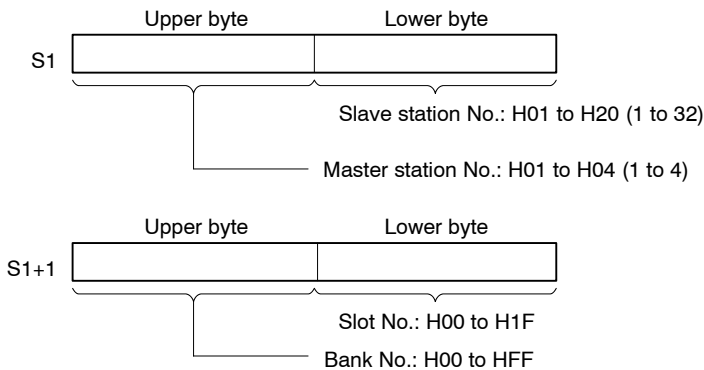 Upper byte Lower byte
S1
Slave station No.: H01 to H20 (1 to 32)
Master station No.: H01 to H04 (1 to 4)
Upper byte Lower byte
S1+1
Slot No.: H00 to H1F
Bank No.: H00 to HFF